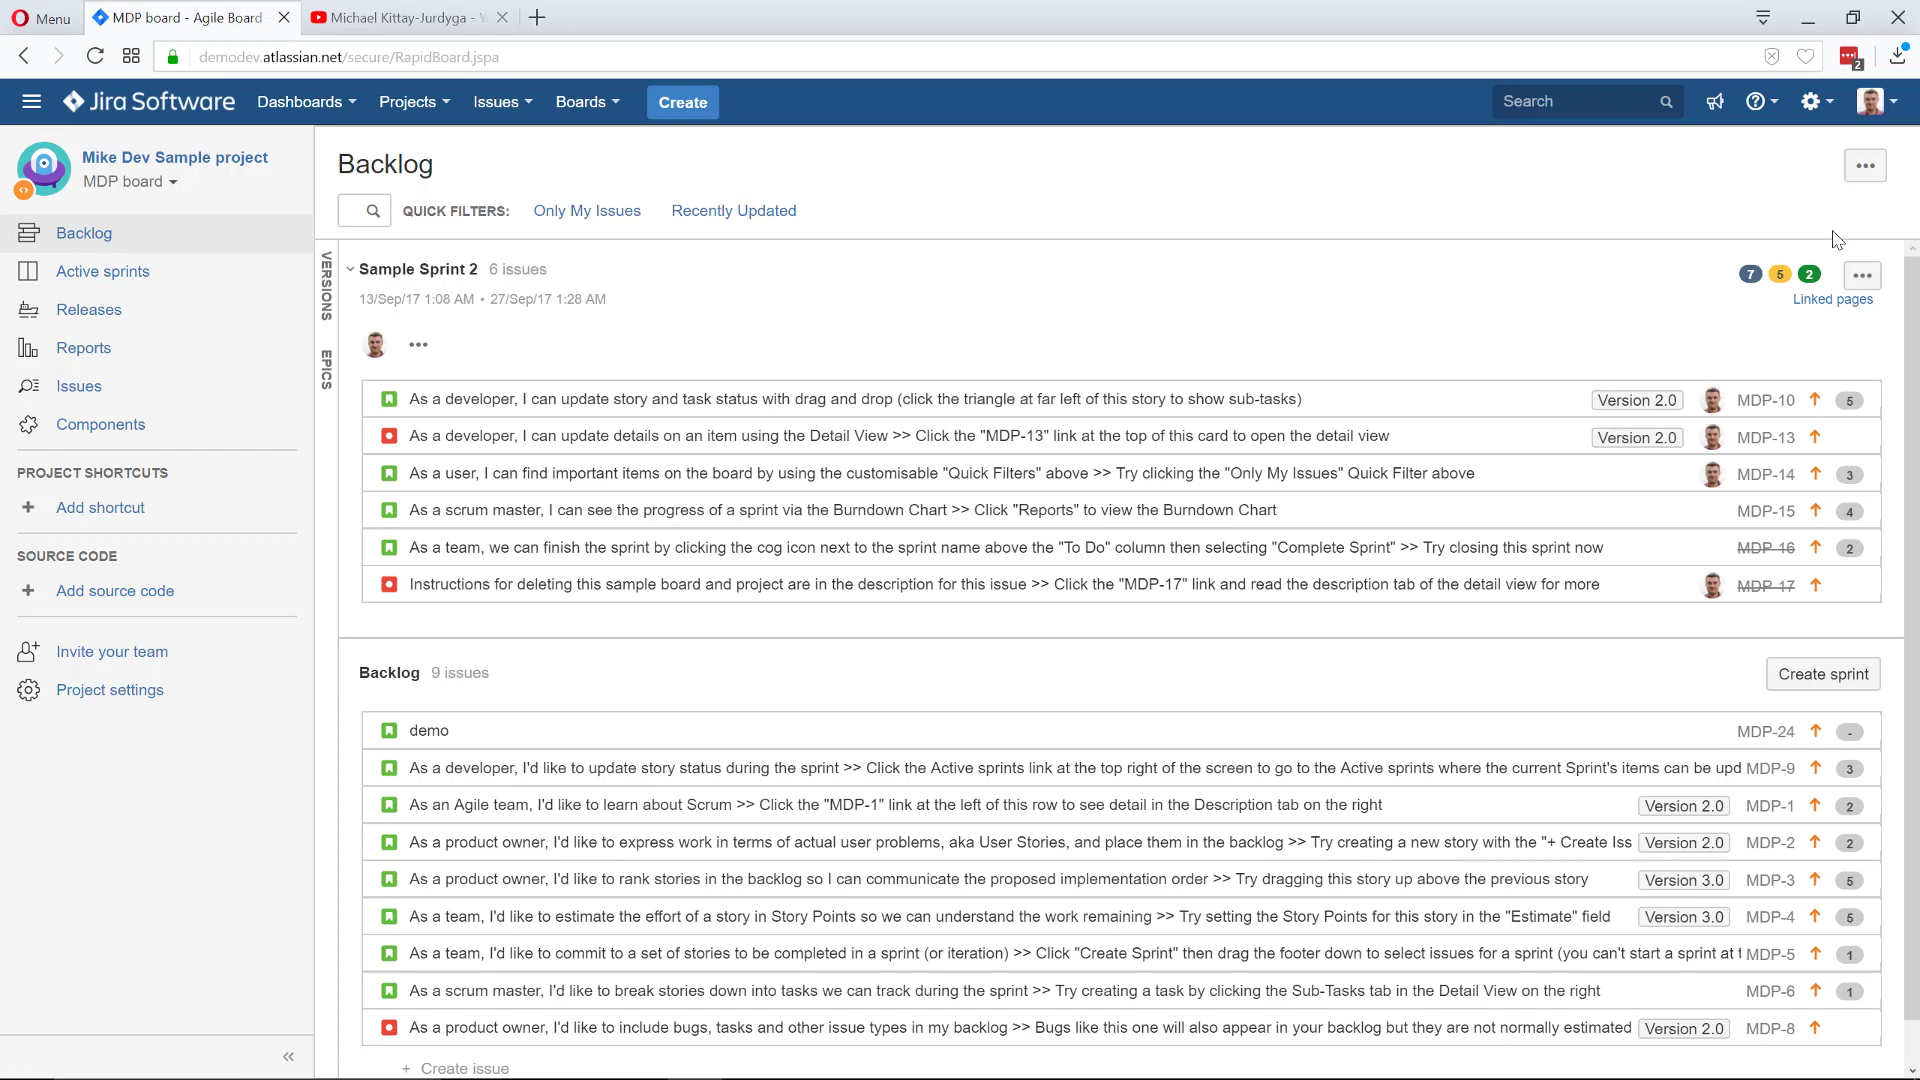 Menu
MDP board - Agile Board
Michael Kittay-Jurdyga -
demodev.atlassian.net/secure/RapidBoard.jspa
2
Jira Software Dashboards Projects Issues Boards Create Search
Mike Dev Sample project
MDP board
Backlog
Active sprints
Releases
Reports
Issues
Components
PROJECT SHORTCUTS
+ Add shortcut
SOURCE CODE
+ Add source code
Invite your team
Project settings
Backlog
QUICK FILTERS: Only My Issues Recently Updated
VERSIONS
EPICS
Sample Sprint 2 6 issues
7 5 2
13/Sep/17 1:08 AM • 27/Sep/17 1:28 AM
Linked pages
As a developer, I can update story and task status with drag and drop (click the triangle at far left of this story to show sub-tasks) Version 2.0 MDP-10 5
As a developer, I can update details on an item using the Detail View >> Click the "MDP-13" link at the top of this card to open the detail view Version 2.0 MDP-13
As a user, I can find important items on the board by using the customisable "Quick Filters" above >> Try clicking the "Only My Issues" Quick FIlter above MDP-14 3
As a scrum master, I can see the progress of a sprint via the Burndown Chart >> Click "Reports" to view the Burndown Chart MDP-15 4
As a team, we can finish the sprint by clicking the cog icon next to the sprint name above the "To Do" column then selecting "Complete Sprint" >> Try closing this sprint now MDP-16 2
Instructions for deleting this sample board and project are in the description for this issue >> Click the "MDP-17" link and read the description tab of the detail view for more MDP-17
Backlog 9 issues
Create sprint
demo MDP-24 -
As a developer, I'd like to update story status during the sprint >> Click the Active sprints link at the top right of the screen to go to the Active sprints where the current Sprint's items can be upd MDP-9 3
As an Agile team, I'd like to learn about Scrum >> Click the "MDP-1" link at the left of this row to see detail in the Description tab on the right Version 2.0 MDP-1 2
As a product owner, I'd like to express work in terms of actual user problems, aka User Stories, and place them in the backlog >> Try creating a new story with the "+ Create Iss Version 2.0 MDP-2 2
As a product owner, I'd like to rank stories in the backlog so I can communicate the proposed implementation order >> Try dragging this story up above the previous story Version 3.0 MDP-3 5
As a team, I'd like to estimate the effort of a story in Story Points so we can understand the work remaining >> Try setting the Story Points for this story in the "Estimate" field Version 3.0 MDP-4 5
As a team, I'd like to commit to a set of stories to be completed in a sprint (or iteration) >> Click "Create Sprint" then drag the footer down to select issues for a sprint (you can't start a sprint at t MDP-5 1
As a scrum master, I'd like to break stories down into tasks we can track during the sprint >> Try creating a task by clicking the Sub-Tasks tab in the Detail View on the right MDP-6 1
As a product owner, I'd like to include bugs, tasks and other issue types in my backlog >> Bugs like this one will also appear in your backlog but they are not normally estimated Version 2.0 MDP-8
+ Create issue